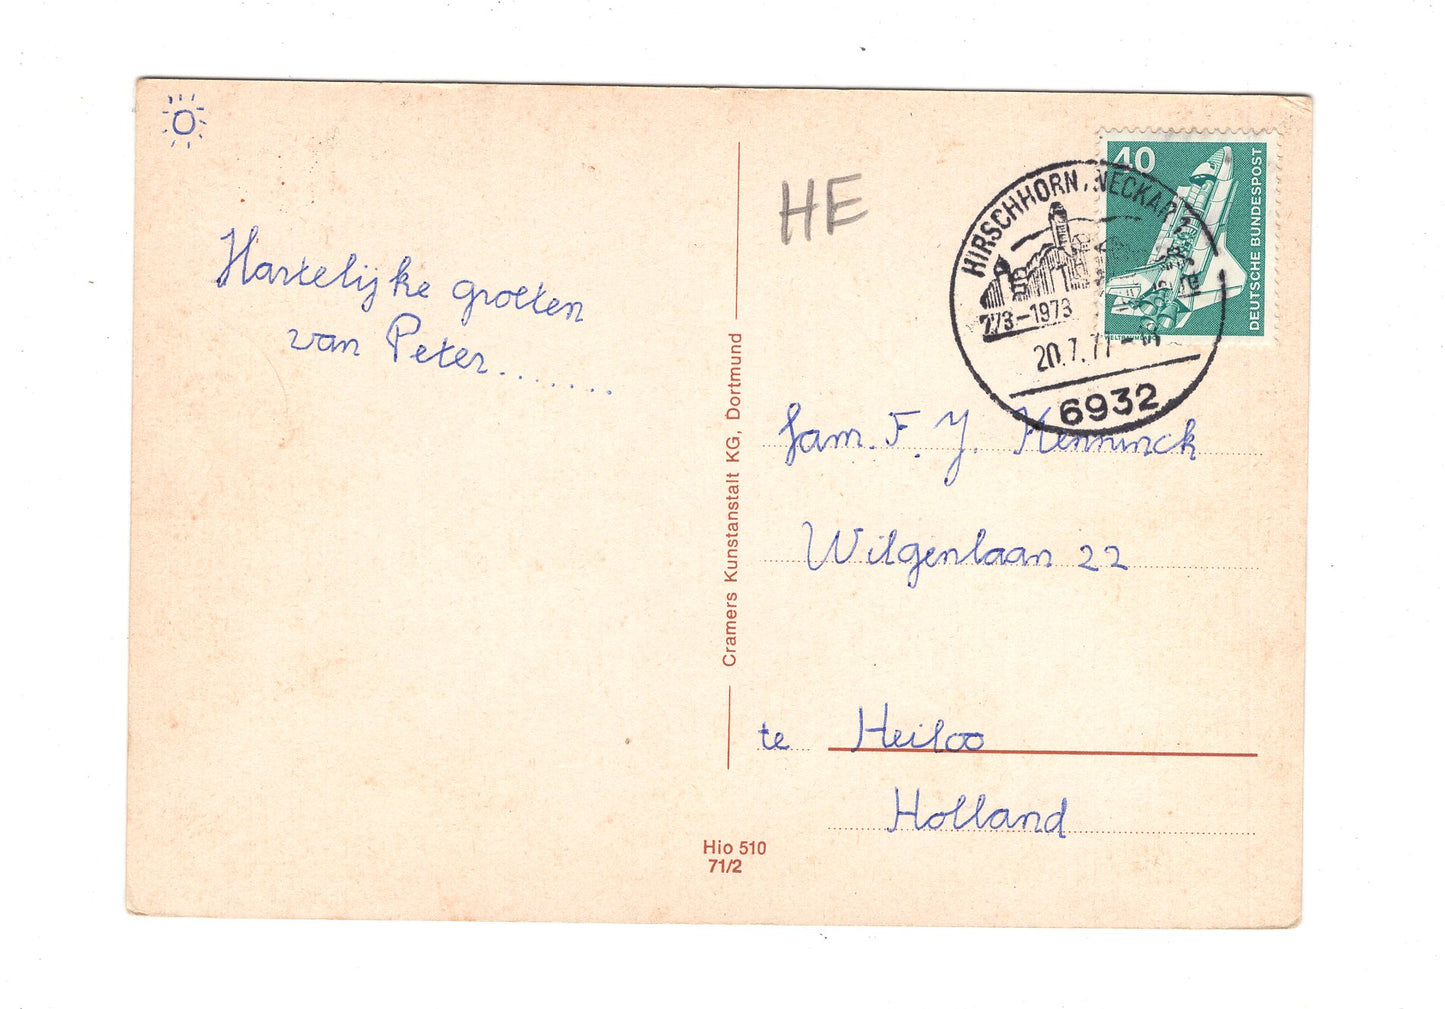 Hartelijke groeten
van Peter.......
Cramers Kunstanstalt KG, Dortmund
Hio 510
71/2
HE
40
DEUTSCHE BUNDESPOST
HIRSCHHORN, NECKAR
773-1973
20.7.77
6932
fam. F. J. Henninck
Wilgenlaan 22
te Heiloo
Holland